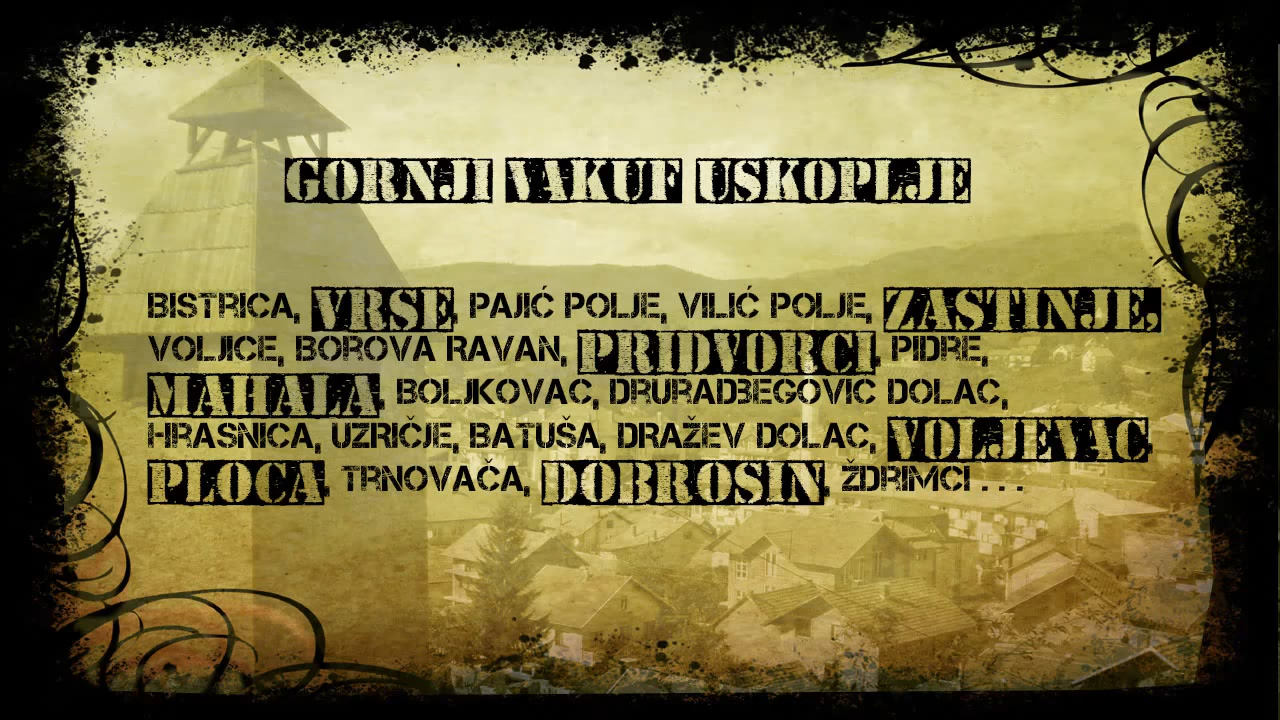 GORNJI VAKUF USKOPLJE
BISTRICA, VRSE, PAJIĆ POLJE, VILIĆ POLJE, ZASTINJE,
VOLJICE, BOROVA RAVAN, PRIDVORCI, PIDRE,
MAHALA, BOLJKOVAC, DRURADBEGOVIC DOLAC,
HRASNICA, UZRIČJE, BATUŠA, DRAŽEV DOLAC, VOLJEVAC,
PLOCA, TRNOVAČA, DOBROSIN, ŽDRIMCI . . .